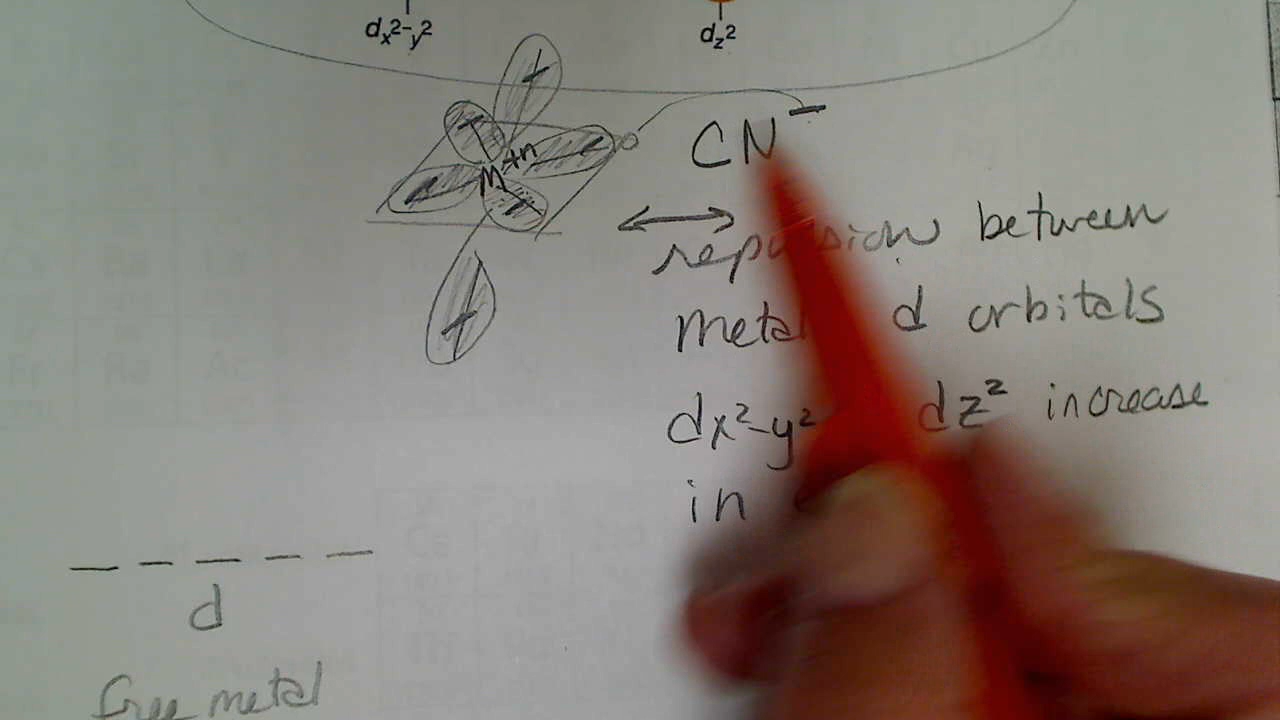 dx²-y²
dz²
M+n
CN⁻
repulsion between
metal d orbitals
dx²-y² dz² increase
in
d
free metal